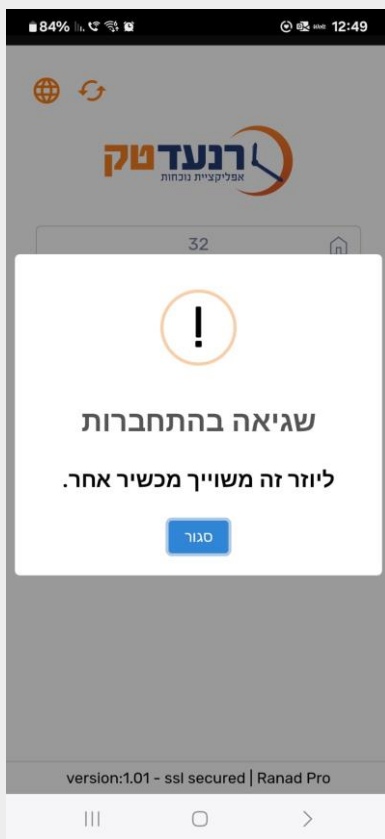 84% 12:49
רנעדטק
אפליקציית נוכחות
32
שגיאה בהתחברות
ליוזר זה משוייך מכשיר אחר.
סגור
version:1.01 - ssl secured | Ranad Pro